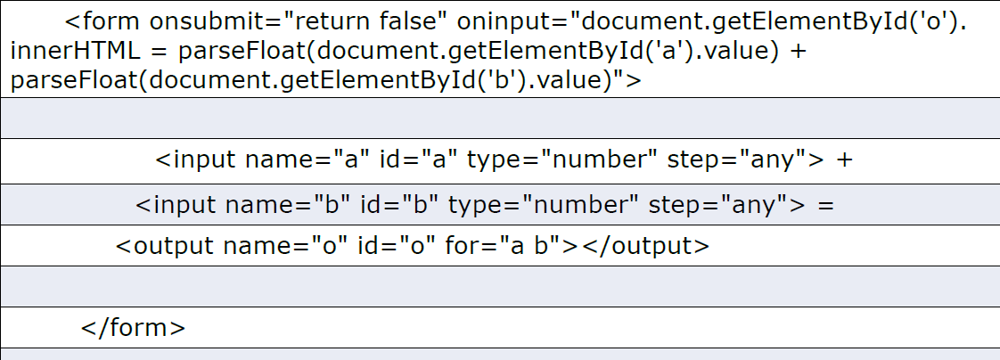 <form onsubmit="return false" oninput="document.getElementById('o').
innerHTML = parseFloat(document.getElementById('a').value) +
parseFloat(document.getElementById('b').value)">
<input name="a" id="a" type="number" step="any"> +
<input name="b" id="b" type="number" step="any"> =
<output name="o" id="o" for="a b"></output>
</form>